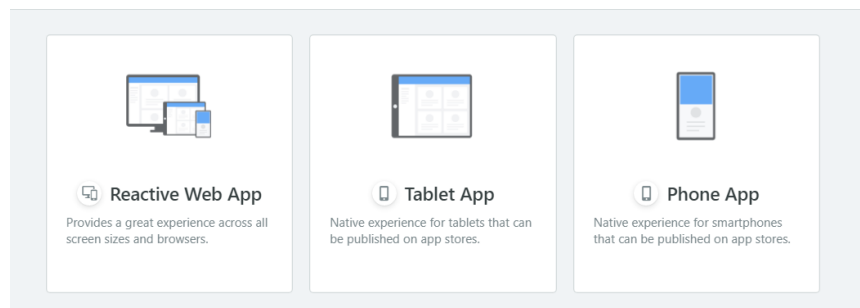 Reactive Web App
Provides a great experience across all
screen sizes and browsers.
Tablet App
Native experience for tablets that can
be published on app stores.
Phone App
Native experience for smartphones
that can be published on app stores.